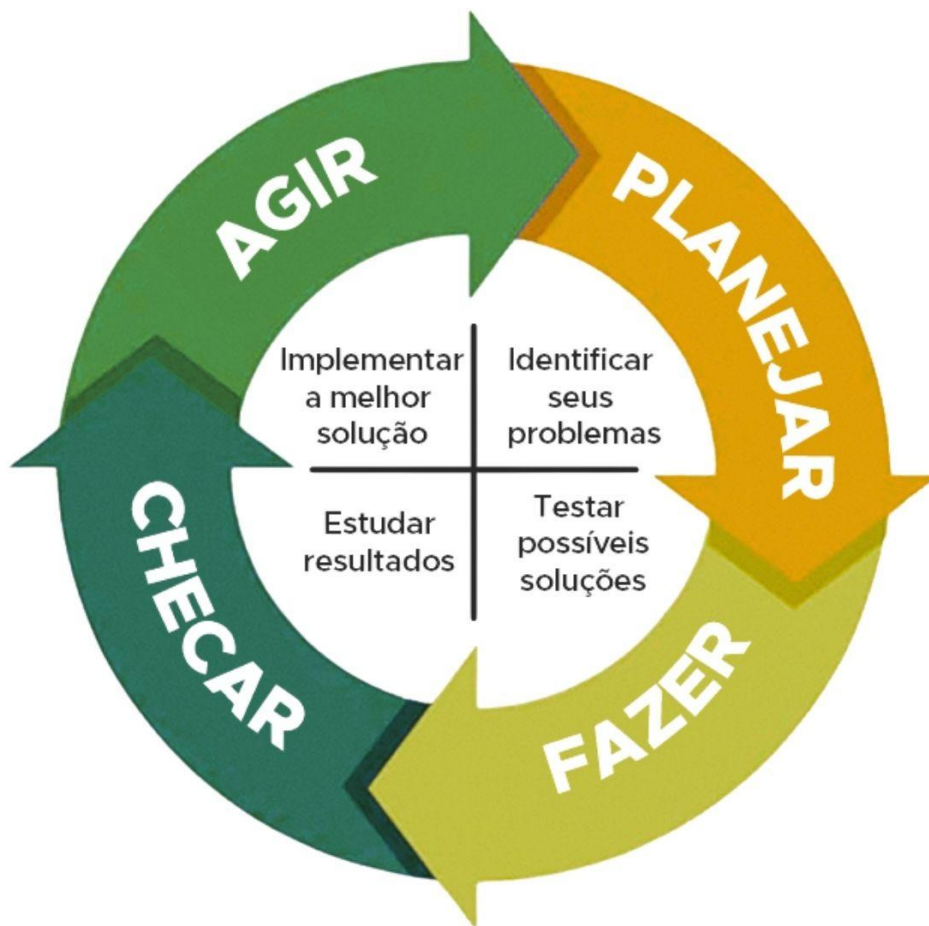 AGIR
PLANEJAR
Implementar
a melhor
solução
Identificar
seus
problemas
Estudar
resultados
Testar
possíveis
soluções
CHECAR
FAZER